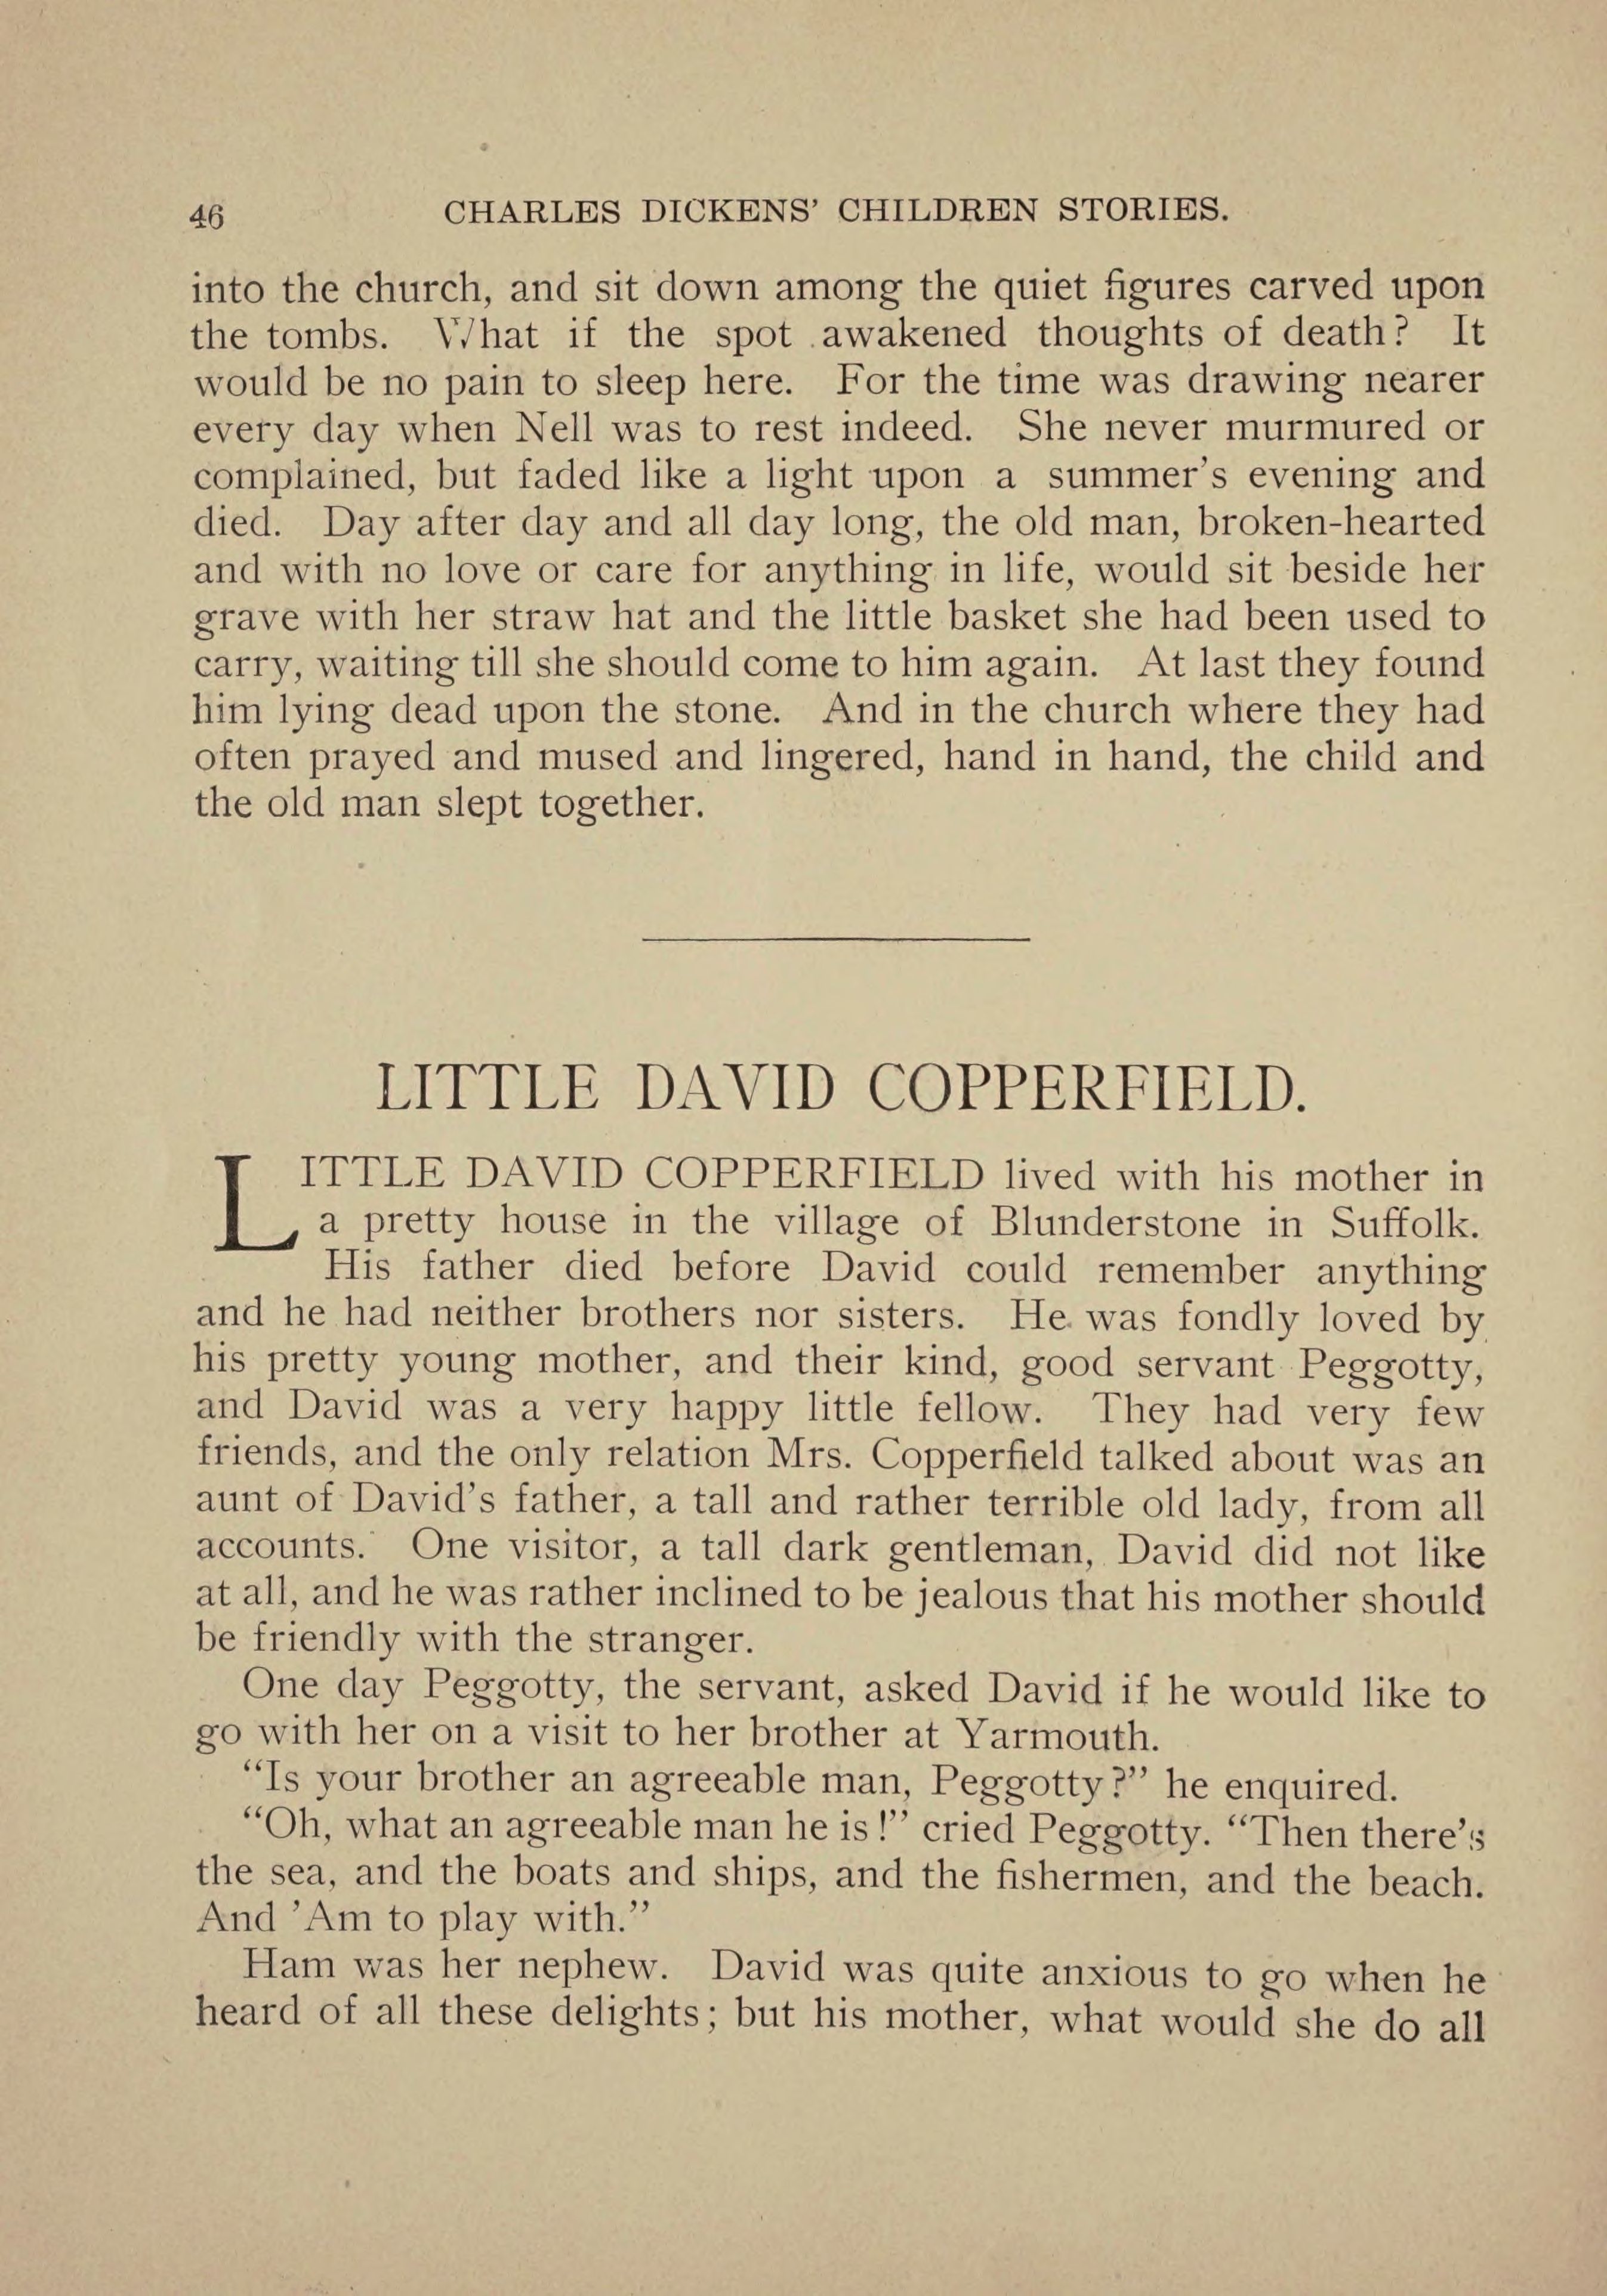 46 CHARLES DICKENS' CHILDREN STORIES.
into the church, and sit down among the quiet figures carved upon
the tombs. What if the spot awakened thoughts of death? It
would be no pain to sleep here. For the time was drawing nearer
every day when Nell was to rest indeed. She never murmured or
complained, but faded like a light upon a summer's evening and
died. Day after day and all day long, the old man, broken-hearted
and with no love or care for anything in life, would sit beside her
grave with her straw hat and the little basket she had been used to
carry, waiting till she should come to him again. At last they found
him lying dead upon the stone. And in the church where they had
often prayed and mused and lingered, hand in hand, the child and
the old man slept together.
LITTLE DAVID COPPERFIELD.
LITTLE DAVID COPPERFIELD lived with his mother in
a pretty house in the village of Blunderstone in Suffolk.
His father died before David could remember anything
and he had neither brothers nor sisters. He was fondly loved by
his pretty young mother, and their kind, good servant Peggotty,
and David was a very happy little fellow. They had very few
friends, and the only relation Mrs. Copperfield talked about was an
aunt of David's father, a tall and rather terrible old lady, from all
accounts. One visitor, a tall dark gentleman, David did not like
at all, and he was rather inclined to be jealous that his mother should
be friendly with the stranger.
One day Peggotty, the servant, asked David if he would like to
go with her on a visit to her brother at Yarmouth.
"Is your brother an agreeable man, Peggotty?" he enquired.
"Oh, what an agreeable man he is!" cried Peggotty. "Then there's
the sea, and the boats and ships, and the fishermen, and the beach.
And 'Am to play with."
Ham was her nephew. David was quite anxious to go when he
heard of all these delights; but his mother, what would she do all